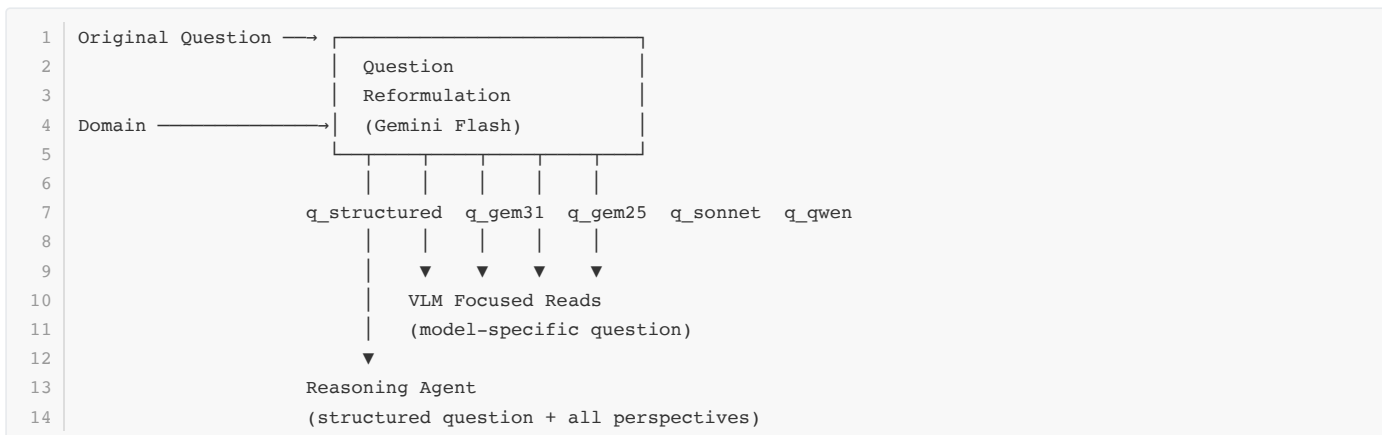 1 Original Question ──→ ┌───────────────────────────┐
2                       │  Question                 │
3                       │  Reformulation            │
4 Domain ──────────────→│  (Gemini Flash)           │
5                       └──┬────┬────┬────┬────┬────┘
6                          │    │    │    │    │
7                     q_structured  q_gem31  q_gem25  q_sonnet  q_qwen
8                          │    │    │    │    │
9                          │    ▼    ▼    ▼    ▼
10                         │   VLM Focused Reads
11                         │   (model-specific question)
12                         ▼
13                    Reasoning Agent
14                    (structured question + all perspectives)